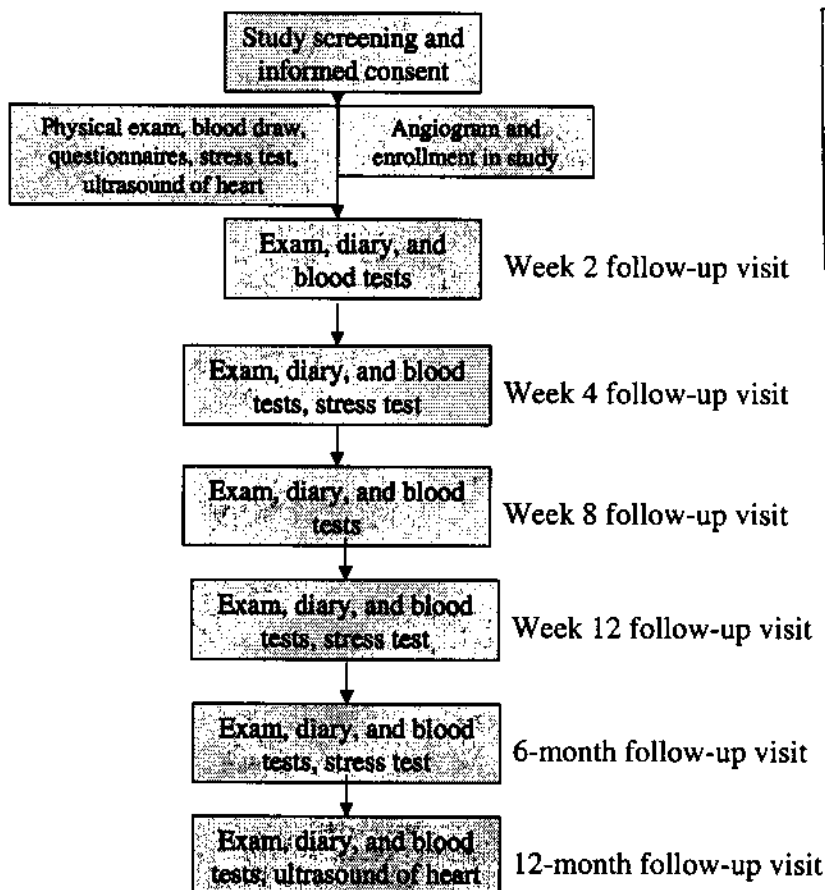 Study screening and
informed consent
Physical exam, blood draw,
questionnaires, stress test,
ultrasound of heart
Angiogram and
enrollment in study
Exam, diary, and
blood tests
Week 2 follow-up visit
Exam, diary, and blood
tests, stress test
Week 4 follow-up visit
Exam, diary, and blood
tests
Week 8 follow-up visit
Exam, diary, and blood
tests, stress test
Week 12 follow-up visit
Exam, diary, and blood
tests, stress test
6-month follow-up visit
Exam, diary, and blood
tests, ultrasound of heart
12-month follow-up visit